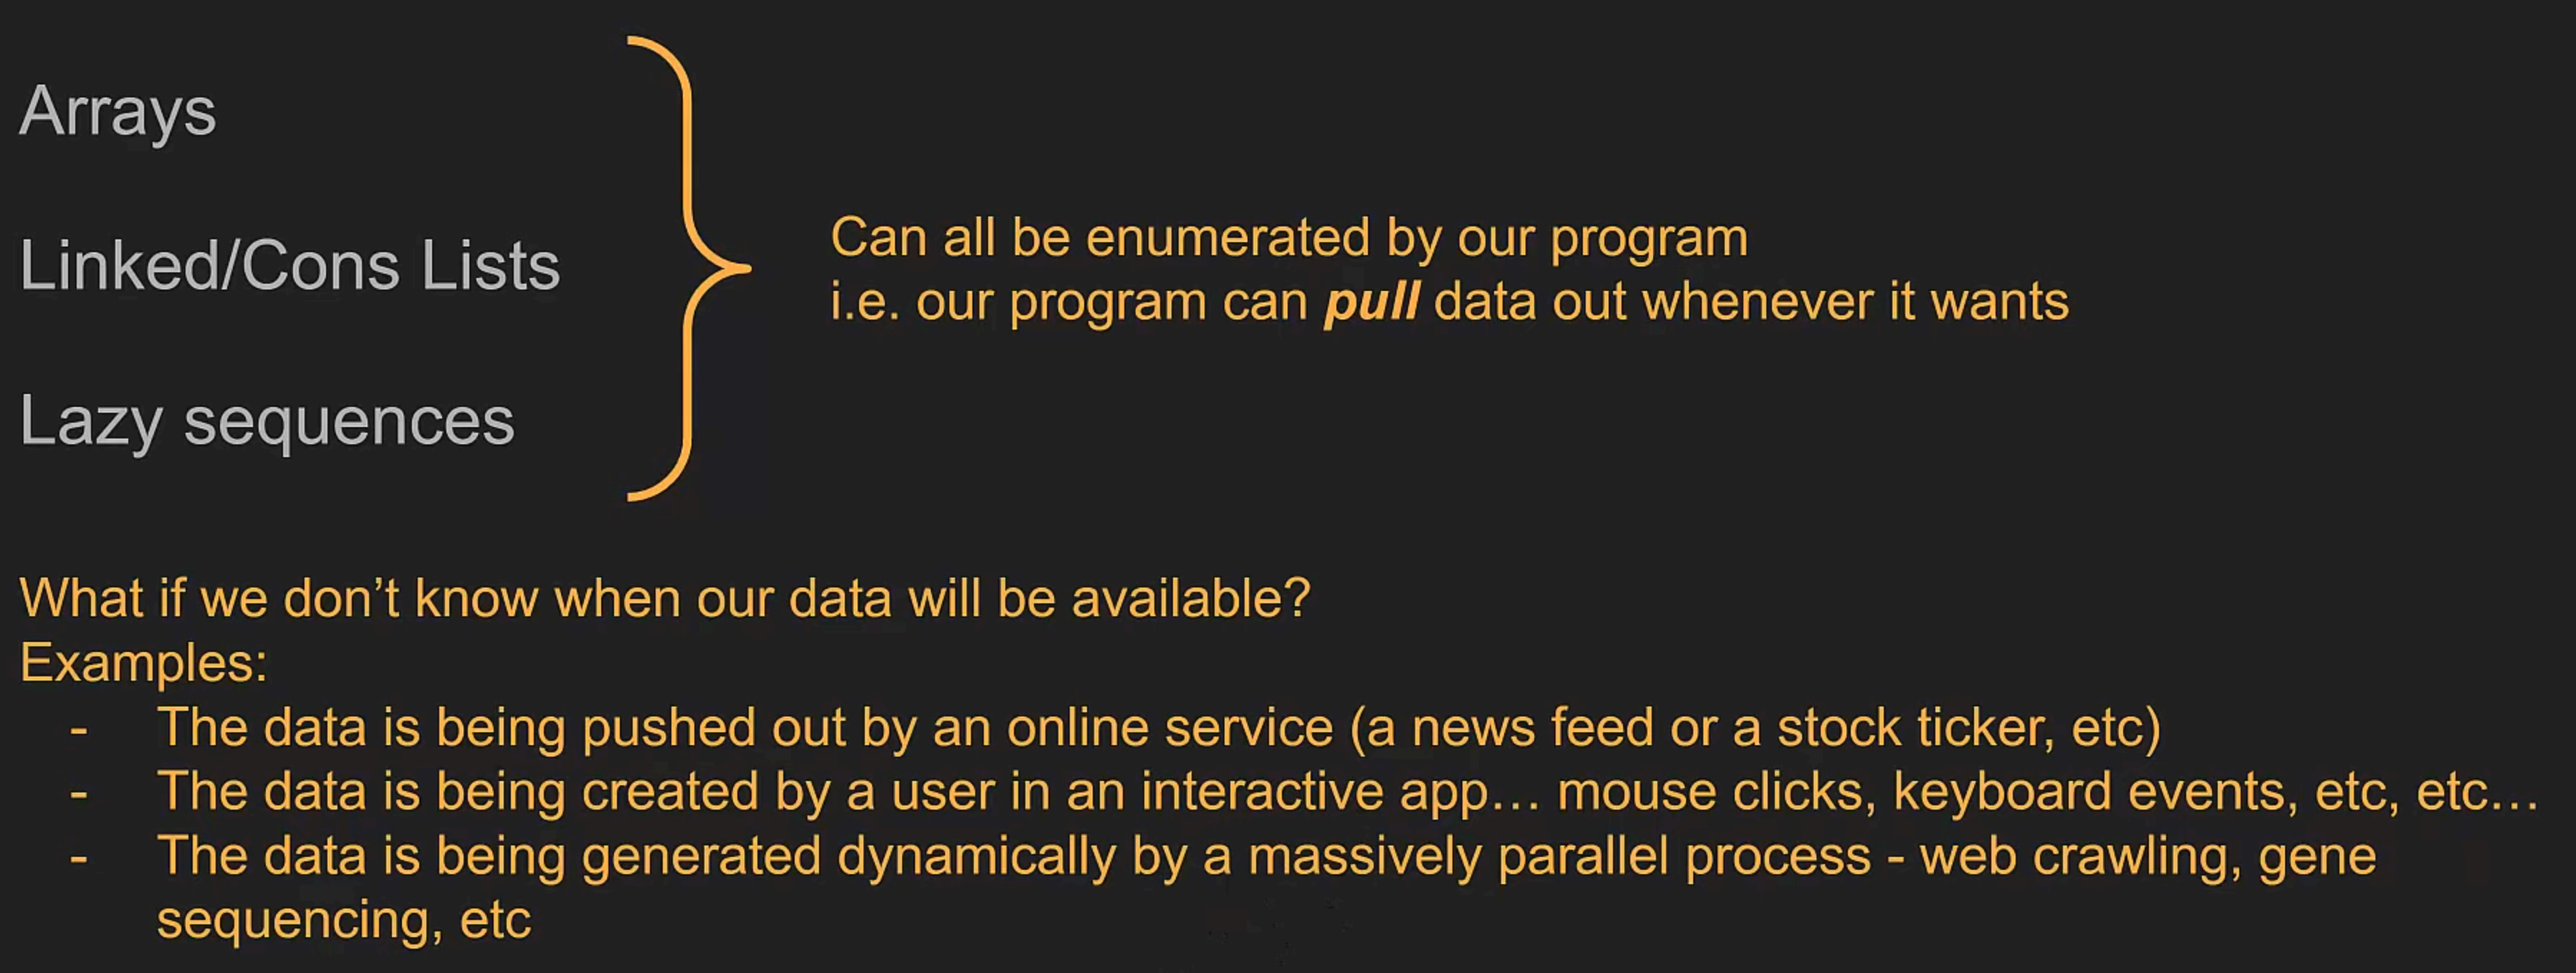 Arrays
Linked/Cons Lists
Lazy sequences
Can all be enumerated by our program
i.e. our program can pull data out whenever it wants
What if we don’t know when our data will be available?
Examples:
- The data is being pushed out by an online service (a news feed or a stock ticker, etc)
- The data is being created by a user in an interactive app… mouse clicks, keyboard events, etc, etc…
- The data is being generated dynamically by a massively parallel process - web crawling, gene
sequencing, etc